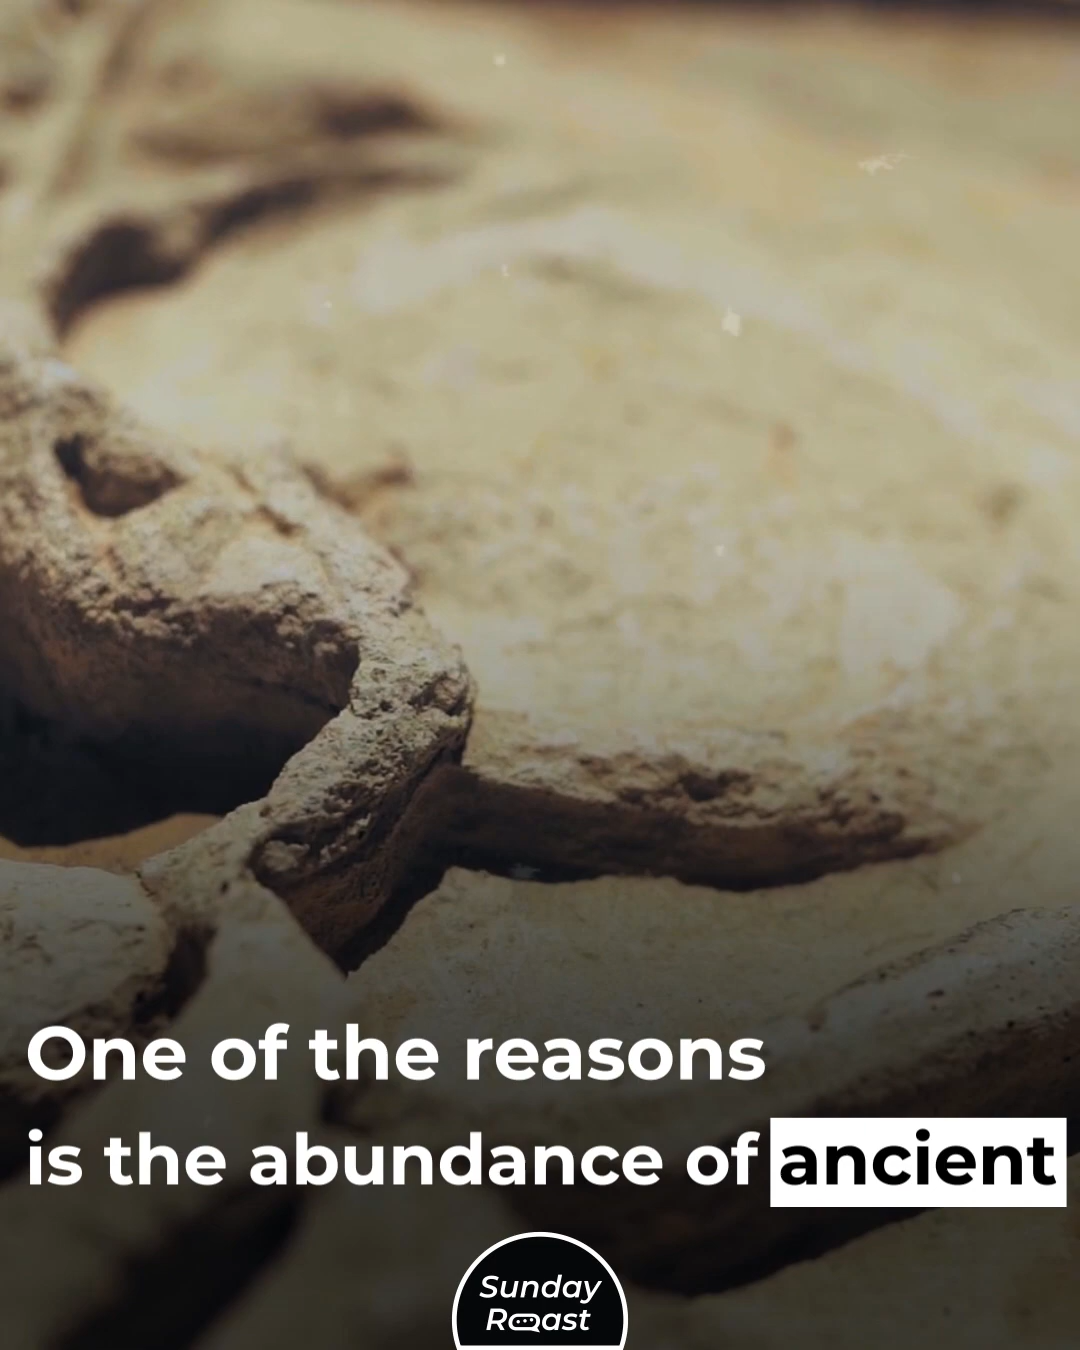 One of the reasons
is the abundance of ancient
Sunday
Roast